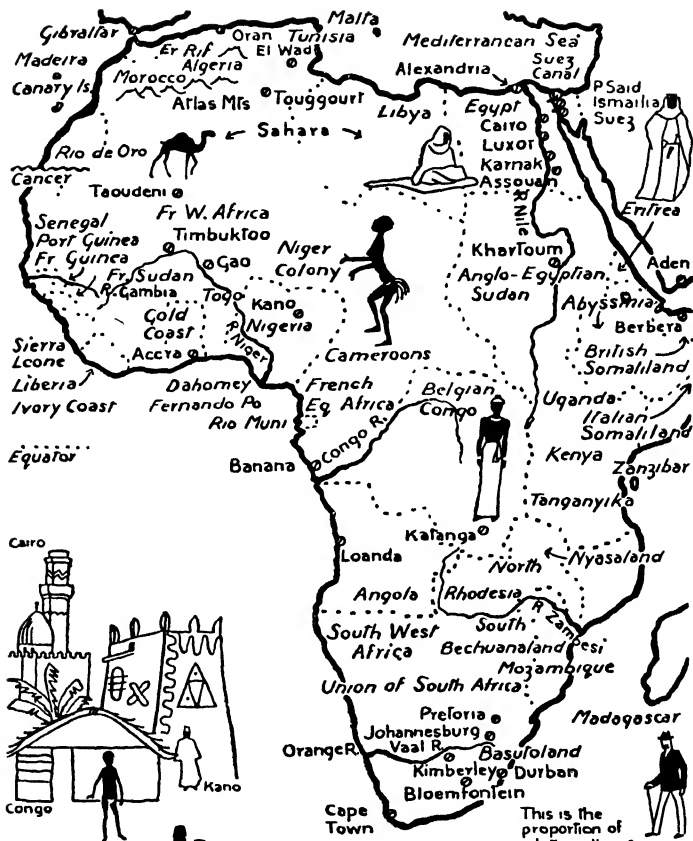 Gibraltar
Oran
Tunisia
Malta
Er Rif
El Wad
Mediterranean Sea
Madeira
Algeria
Suez
Canal
Morocco
Alexandria
Canary Is.
Atlas Mts
Touggourt
Libya
Egypt
P Said
Ismailia
Suez
Cairo
Sahara
Luxor
Karnak
Assouan
Rio de Oro
Cancer
Taoudeni
R Nile
Eritrea
Fr W. Africa
Timbuktoo
Senegal
Port Guinea
Fr Guinea
Niger
Colony
Khartoum
Aden
Gao
Fr Sudan
R. Gambia
Anglo-Egyptian
Sudan
Togo
Kano
Nigeria
Abyssinia
Berbera
Gold
Coast
R. Niger
Sierra
Leone
Accra
Cameroons
British
Somaliland
Liberia
Ivory Coast
Dahomey
Fernando Po
Rio Muni
French
Eq Africa
Belgian
Congo
Uganda
Italian
Somaliland
Equator
Banana
Congo R.
Kenya
Zanzibar
Tanganyika
Katanga
Cairo
Loanda
North
Nyasaland
Angola
Rhodesia
R Zambesi
South West
Africa
South
Bechuanaland
Mozambique
Union of South Africa
Pretoria
Madagascar
Johannesburg
Orange R.
Vaal R.
Basutoland
Kimberley
Durban
Bloemfontein
Congo
Kano
Cape
Town
This is the
proportion of